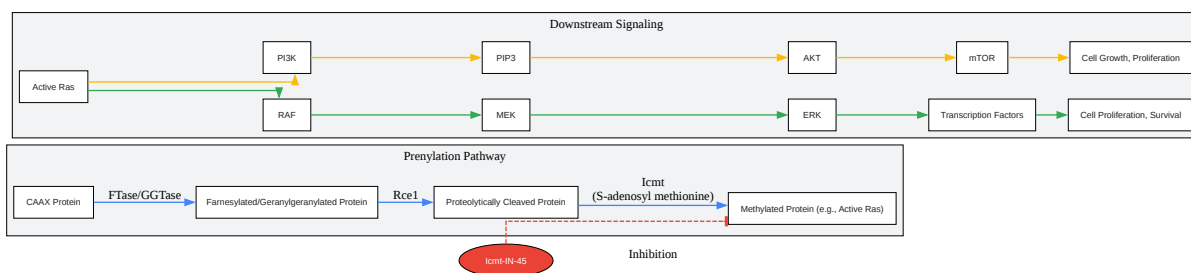 Downstream Signaling
PI3K
PIP3
AKT
mTOR
Cell Growth, Proliferation
Active Ras
RAF
MEK
ERK
Transcription Factors
Cell Proliferation, Survival
Prenylation Pathway
CAAX Protein
FTase/GGTase
Farnesylated/Geranylgeranylated Protein
Rce1
Proteolytically Cleaved Protein
Icmt
(S-adenosyl methionine)
Methylated Protein (e.g., Active Ras)
Inhibition
Icmt-IN-45